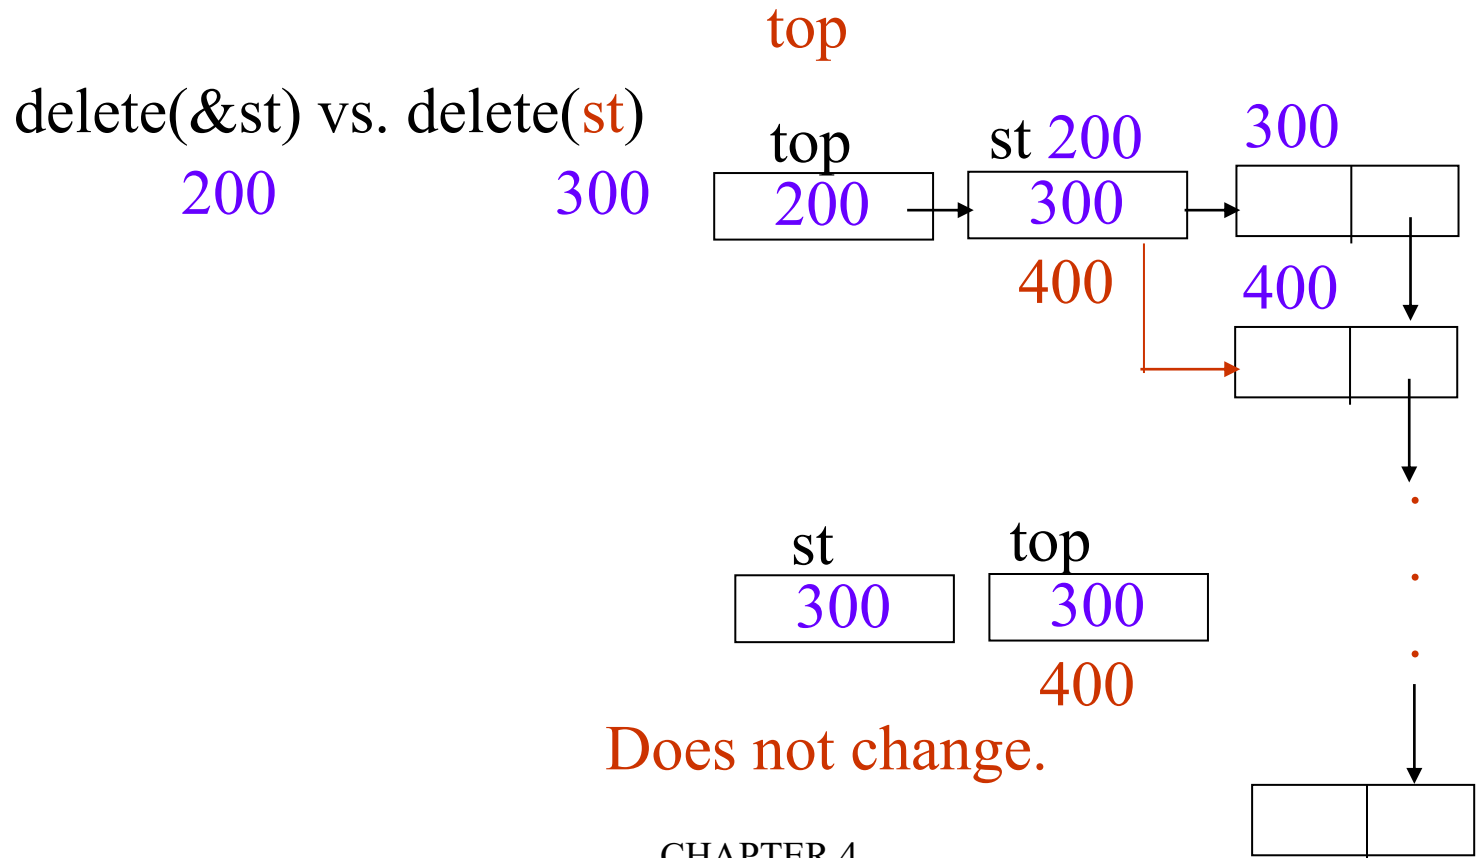 top
delete(&st) vs. delete(st)
200 300
top st 200 300
200 300
400 400
st top
300 300
400
Does not change.
CHAPTER 4